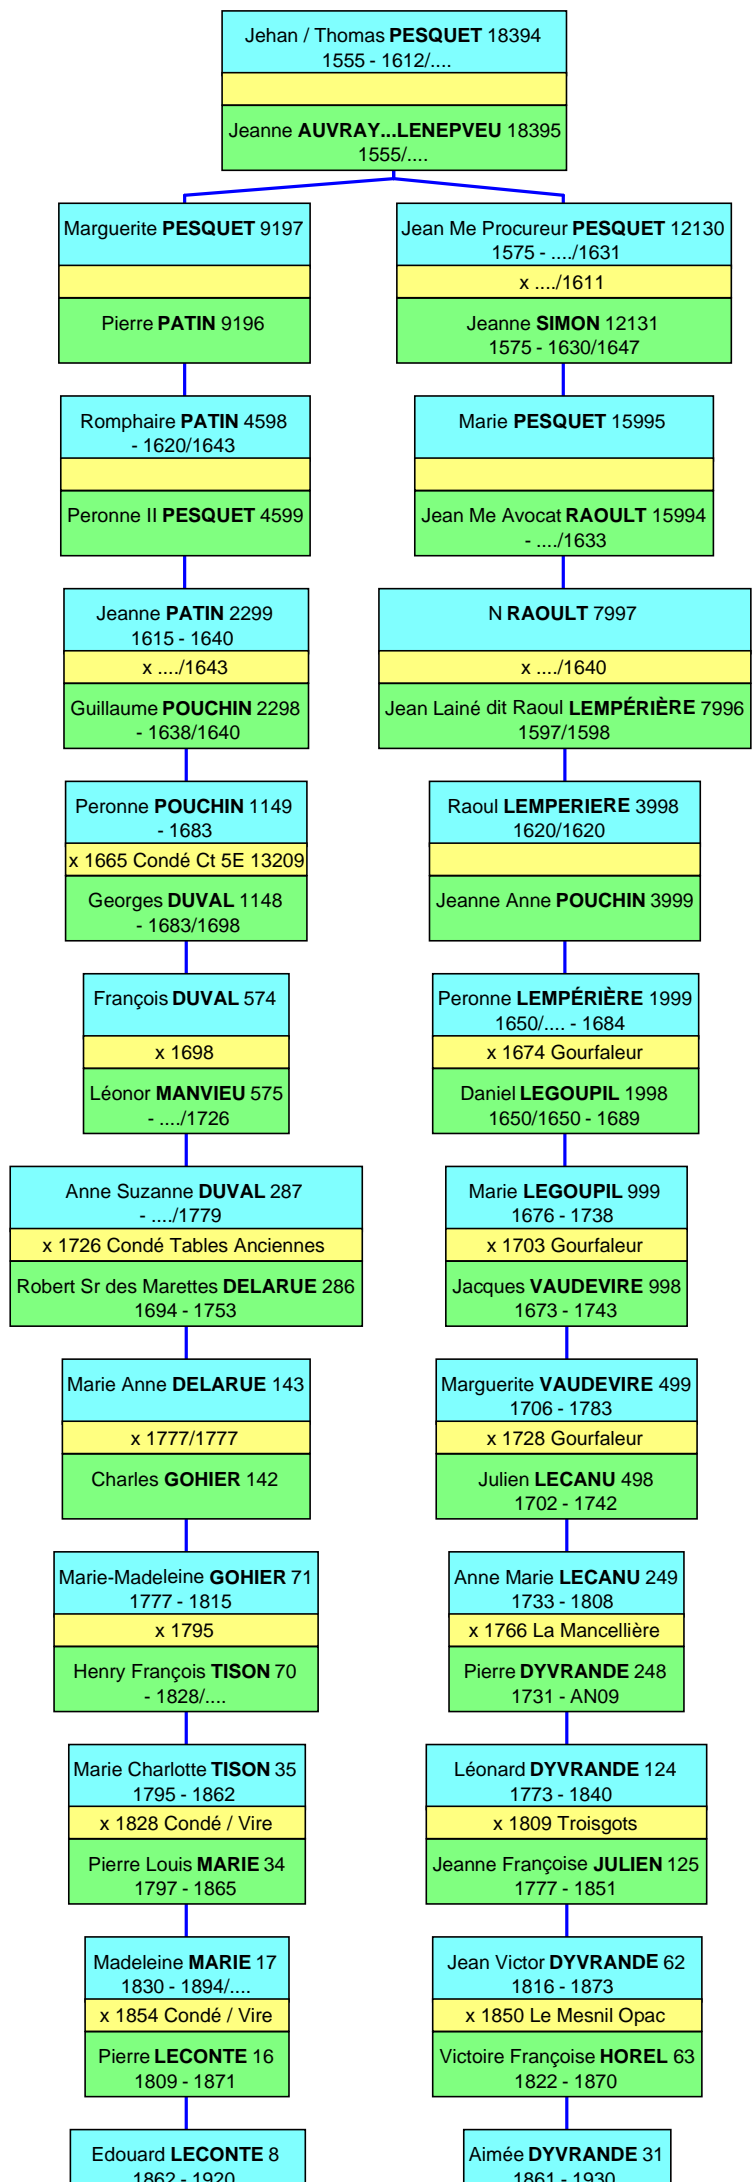 Jehan / Thomas PESQUET 18394
1555 - 1612/....
Jeanne AUVRAY...LENEPVEU 18395
1555/....
Marguerite PESQUET 9197
Pierre PATIN 9196
Romphaire PATIN 4598
- 1620/1643
Peronne II PESQUET 4599
Jeanne PATIN 2299
1615 - 1640
x ..../1643
Guillaume POUCHIN 2298
- 1638/1640
Peronne POUCHIN 1149
- 1683
x 1665 Condé Ct 5E 13209
Georges DUVAL 1148
- 1683/1698
François DUVAL 574
x 1698
Léonor MANVIEU 575
- ..../1726
Anne Suzanne DUVAL 287
- ..../1779
x 1726 Condé Tables Anciennes
Robert Sr des Marettes DELARUE 286
1694 - 1753
Marie Anne DELARUE 143
x 1777/1777
Charles GOHIER 142
Marie-Madeleine GOHIER 71
1777 - 1815
x 1795
Henry François TISON 70
- 1828/....
Marie Charlotte TISON 35
1795 - 1862
x 1828 Condé / Vire
Pierre Louis MARIE 34
1797 - 1865
Madeleine MARIE 17
1830 - 1894/....
x 1854 Condé / Vire
Pierre LECONTE 16
1809 - 1871
Edouard LECONTE 8
1862 - 1920
Jean Me Procureur PESQUET 12130
1575 - ..../1631
x ..../1611
Jeanne SIMON 12131
1575 - 1630/1647
Marie PESQUET 15995
Jean Me Avocat RAOULT 15994
- ..../1633
N RAOULT 7997
x ..../1640
Jean Lainé dit Raoul LEMPÉRIÈRE 7996
1597/1598
Raoul LEMPERIERE 3998
1620/1620
Jeanne Anne POUCHIN 3999
Peronne LEMPÉRIÈRE 1999
1650/.... - 1684
x 1674 Gourfaleur
Daniel LEGOUPIL 1998
1650/1650 - 1689
Marie LEGOUPIL 999
1676 - 1738
x 1703 Gourfaleur
Jacques VAUDEVIRE 998
1673 - 1743
Marguerite VAUDEVIRE 499
1706 - 1783
x 1728 Gourfaleur
Julien LECANU 498
1702 - 1742
Anne Marie LECANU 249
1733 - 1808
x 1766 La Mancellière
Pierre DYVRANDE 248
1731 - AN09
Léonard DYVRANDE 124
1773 - 1840
x 1809 Troisgots
Jeanne Françoise JULIEN 125
1777 - 1851
Jean Victor DYVRANDE 62
1816 - 1873
x 1850 Le Mesnil Opac
Victoire Françoise HOREL 63
1822 - 1870
Aimée DYVRANDE 31
1861 - 1930